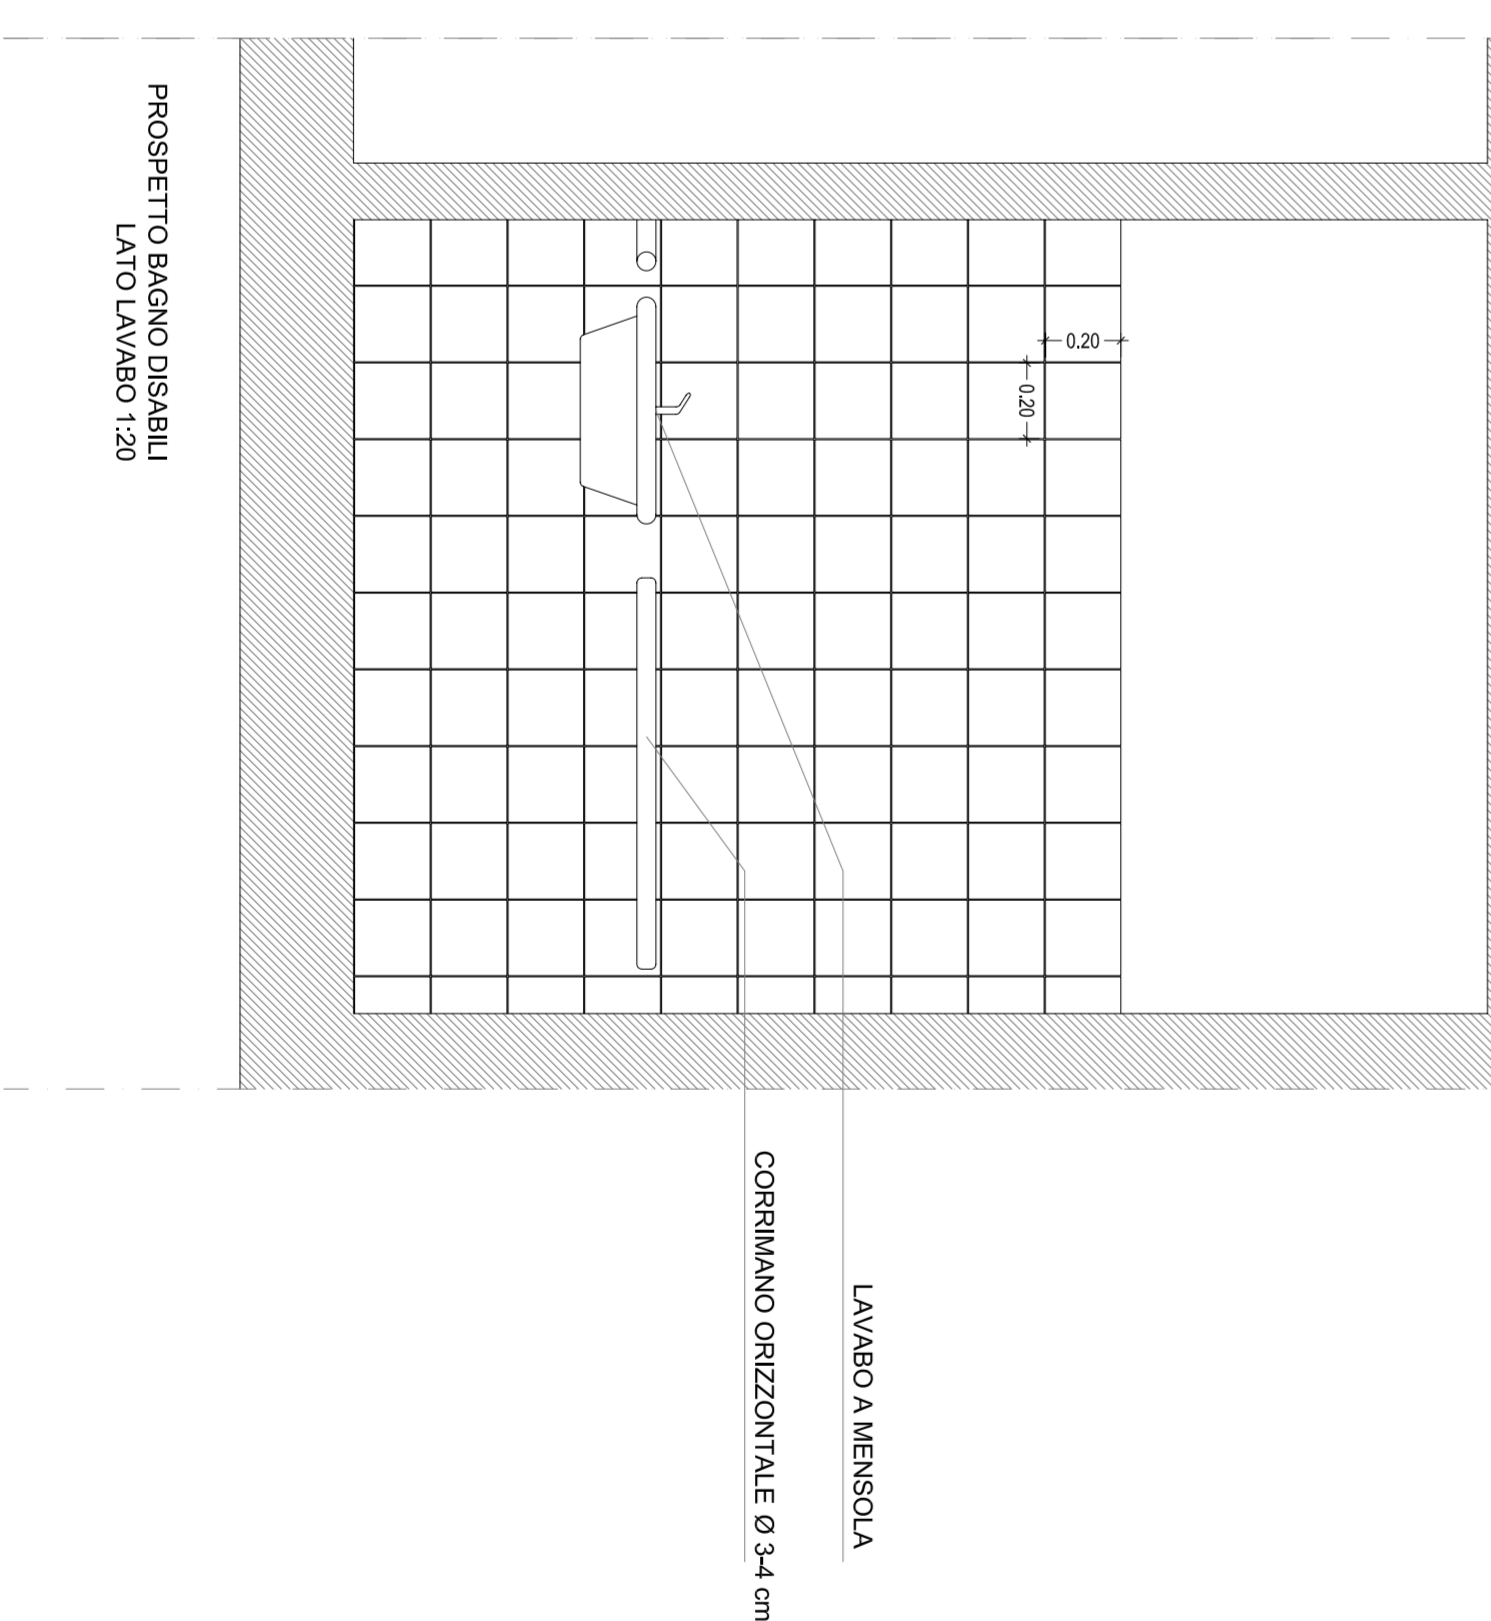 0.20
0.20
LAVABO A MENSOLA
CORRIMANO ORIZZONTALE Ø 3-4 cm
PROSPETTO BAGNO DISABILI
LATO LAVABO 1:20